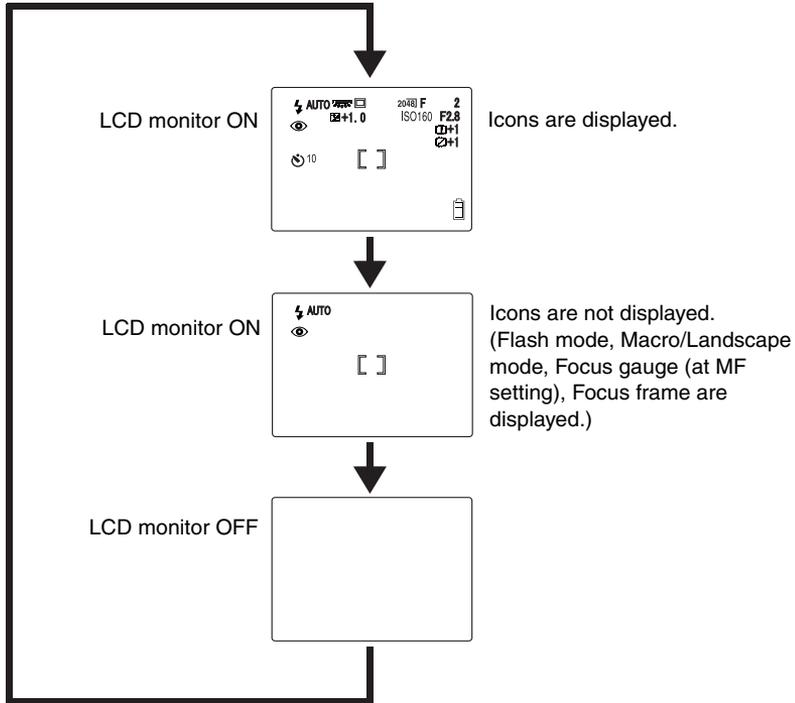 LCD monitor ON
AUTO 2048 F 2
+1.0 ISO160 F2.8
+1
+1
10
Icons are displayed.
LCD monitor ON
AUTO
Icons are not displayed.
(Flash mode, Macro/Landscape
mode, Focus gauge (at MF
setting), Focus frame are
displayed.)
LCD monitor OFF